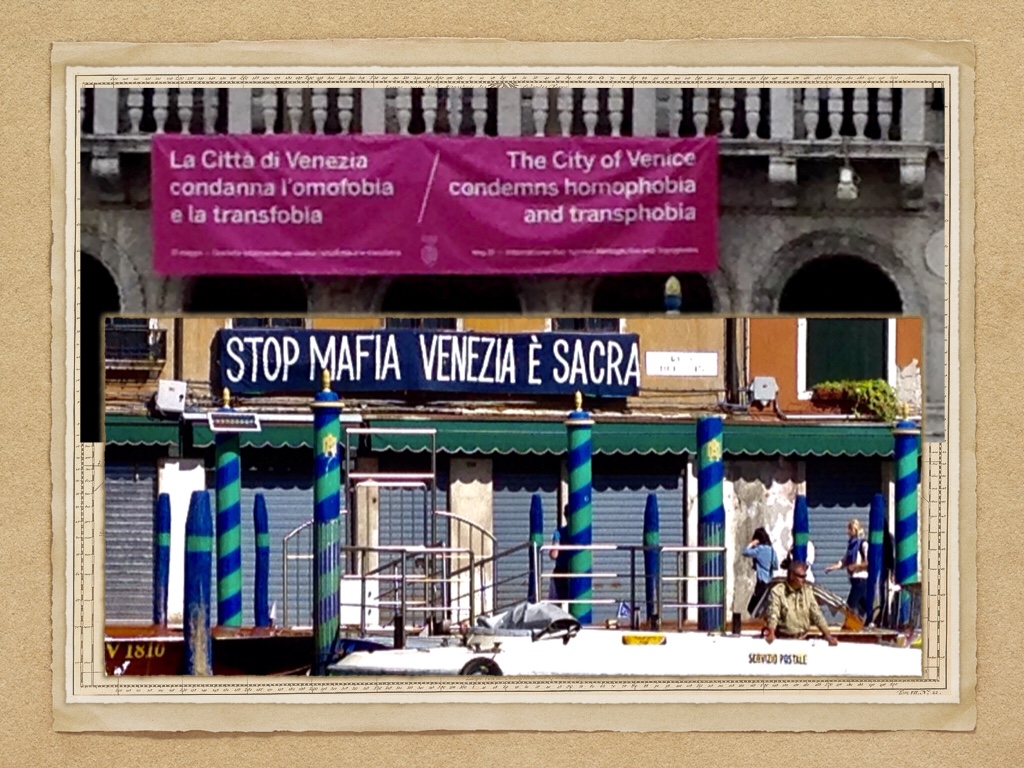 La Città di Venezia
condanna l'omofobia
e la transfobia
The City of Venice
condemns homophobia
and transphobia
STOP MAFIA VENEZIA È SACRA
V 1810
SERVIZIO POSTALE